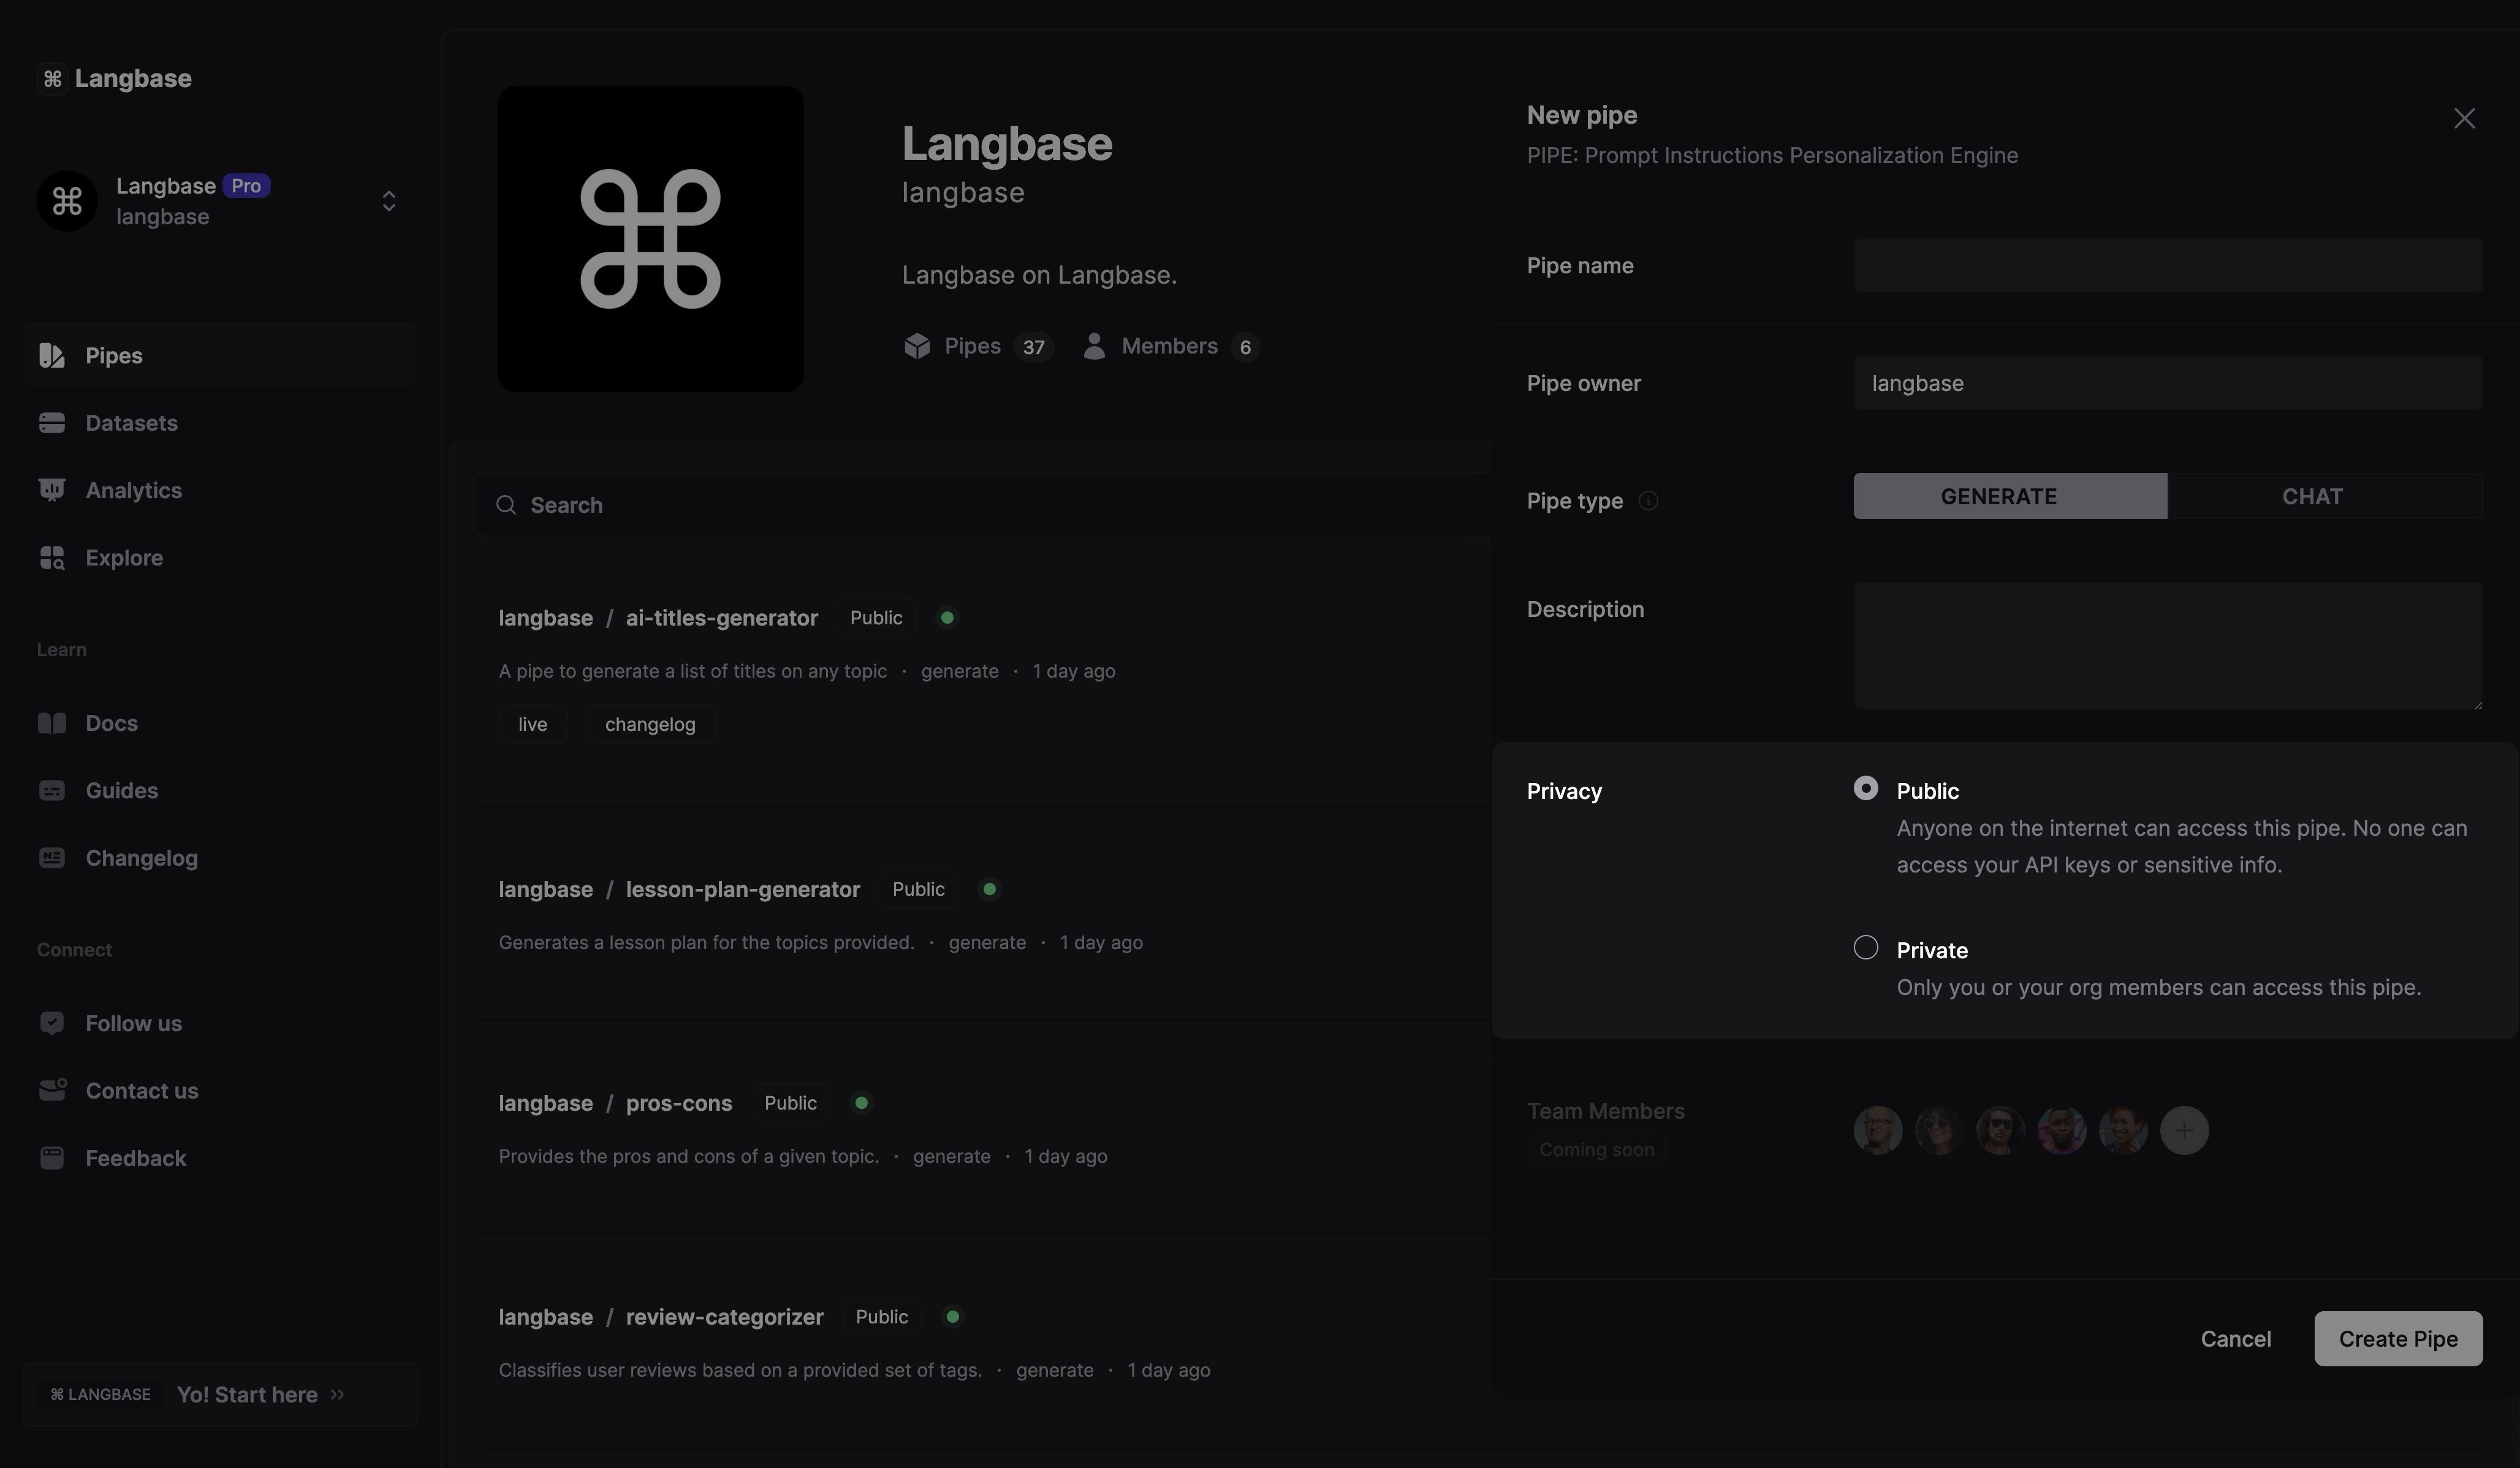 ⌘ Langbase
Langbase Pro
langbase
Pipes
Datasets
Analytics
Explore
Learn
Docs
Guides
Changelog
Connect
Follow us
Contact us
Feedback
⌘ LANGBASE Yo! Start here »
Langbase
langbase
Langbase on Langbase.
Pipes 37 Members 6
Search
langbase / ai-titles-generator Public
A pipe to generate a list of titles on any topic · generate · 1 day ago
live changelog
langbase / lesson-plan-generator Public
Generates a lesson plan for the topics provided. · generate · 1 day ago
langbase / pros-cons Public
Provides the pros and cons of a given topic. · generate · 1 day ago
langbase / review-categorizer Public
Classifies user reviews based on a provided set of tags. · generate · 1 day ago
New pipe
PIPE: Prompt Instructions Personalization Engine
Pipe name
Pipe owner langbase
Pipe type GENERATE CHAT
Description
Privacy Public
Anyone on the internet can access this pipe. No one can
access your API keys or sensitive info.
Private
Only you or your org members can access this pipe.
Team Members
Coming soon
Cancel Create Pipe